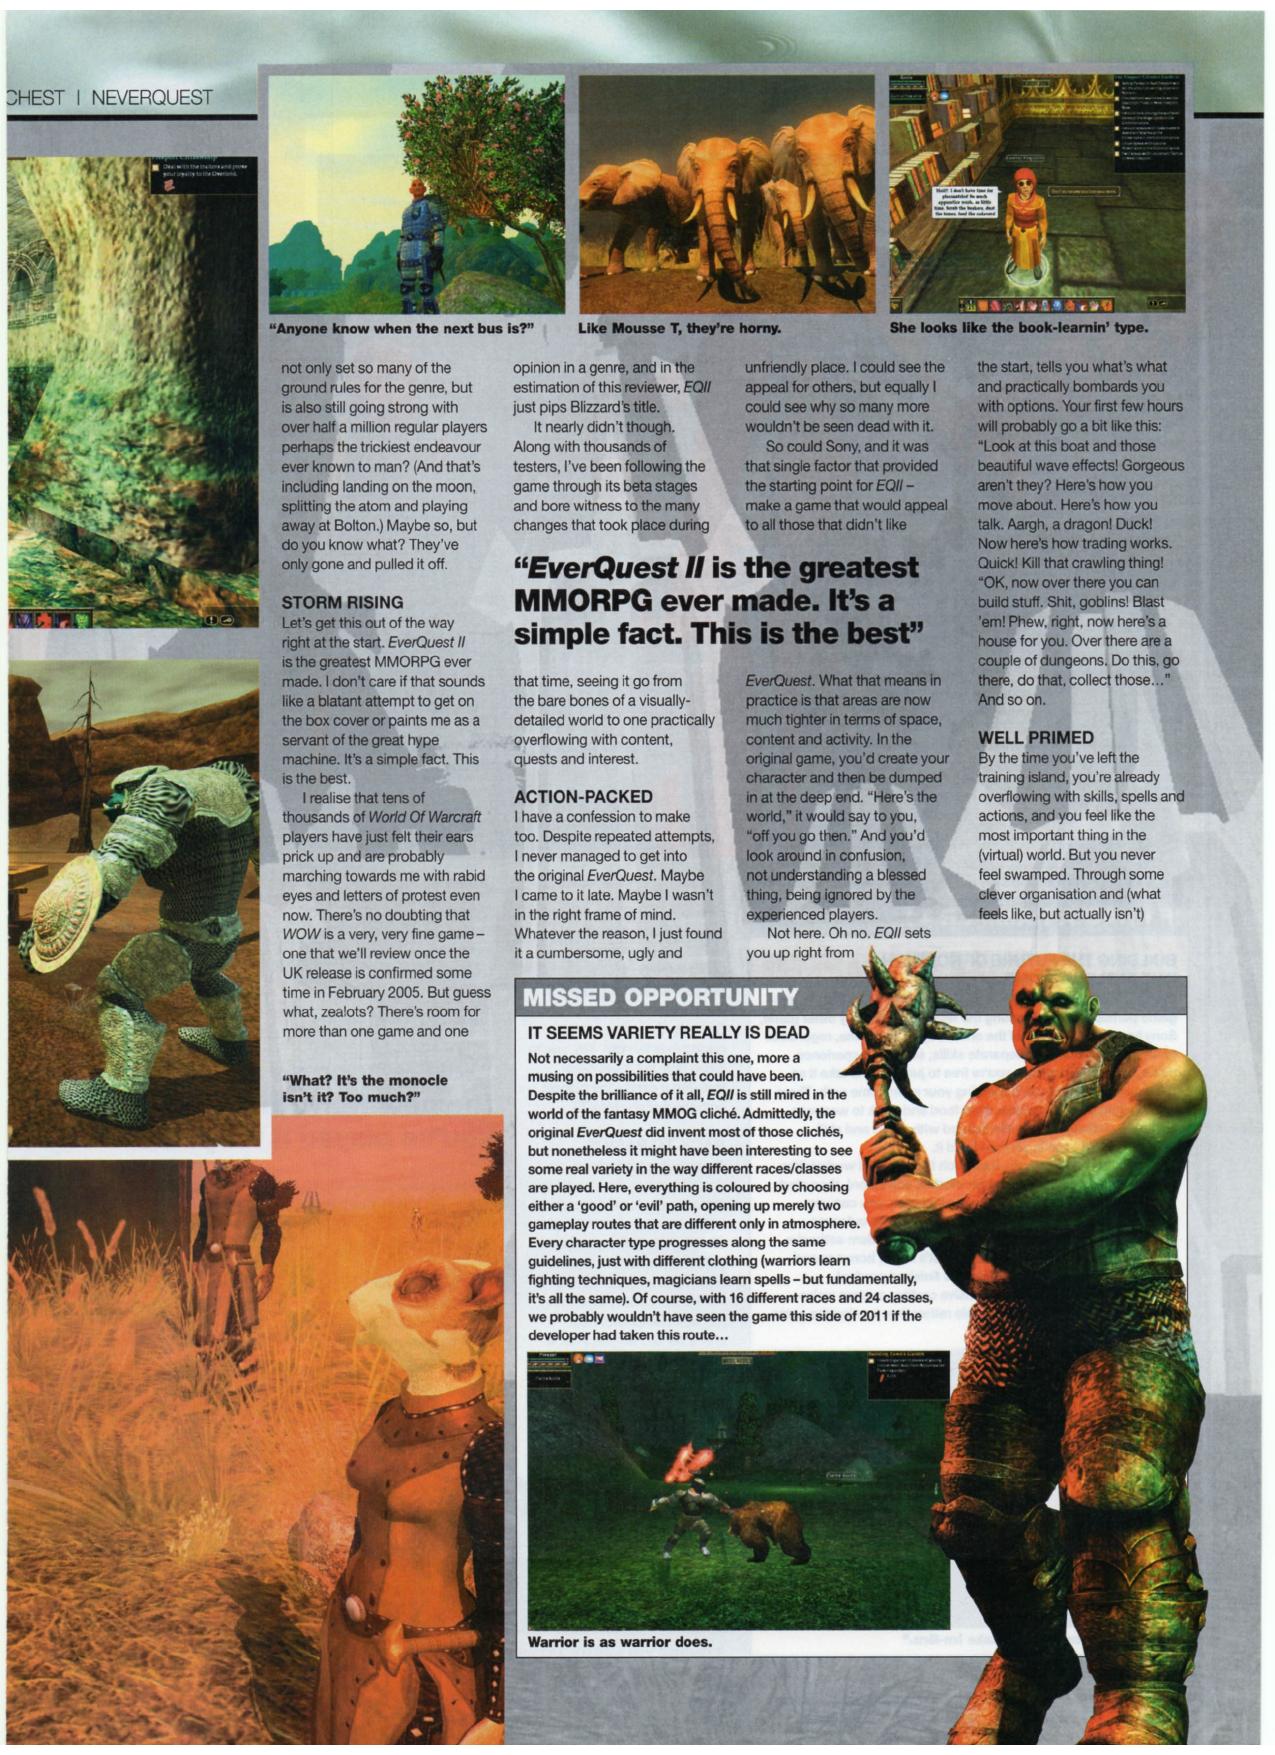 CHEST | NEVERQUEST
Deal with the traitors and prove
your loyalty to the Overlord.
"Anyone know when the next bus is?"
Like Mousse T, they're horny.
She looks like the book-learnin' type.
not only set so many of the
ground rules for the genre, but
is also still going strong with
over half a million regular players
perhaps the trickiest endeavour
ever known to man? (And that's
including landing on the moon,
splitting the atom and playing
away at Bolton.) Maybe so, but
do you know what? They've
only gone and pulled it off.
STORM RISING
Let's get this out of the way
right at the start. EverQuest II
is the greatest MMORPG ever
made. I don't care if that sounds
like a blatant attempt to get on
the box cover or paints me as a
servant of the great hype
machine. It's a simple fact. This
is the best.
I realise that tens of
thousands of World Of Warcraft
players have just felt their ears
prick up and are probably
marching towards me with rabid
eyes and letters of protest even
now. There's no doubting that
WOW is a very, very fine game –
one that we'll review once the
UK release is confirmed some
time in February 2005. But guess
what, zealots? There's room for
more than one game and one
"What? It's the monocle
isn't it? Too much?"
opinion in a genre, and in the
estimation of this reviewer, EQII
just pips Blizzard's title.
It nearly didn't though.
Along with thousands of
testers, I've been following the
game through its beta stages
and bore witness to the many
changes that took place during
"EverQuest II is the greatest
MMORPG ever made. It's a
simple fact. This is the best"
that time, seeing it go from
the bare bones of a visually-
detailed world to one practically
overflowing with content,
quests and interest.
ACTION-PACKED
I have a confession to make
too. Despite repeated attempts,
I never managed to get into
the original EverQuest. Maybe
I came to it late. Maybe I wasn't
in the right frame of mind.
Whatever the reason, I just found
it a cumbersome, ugly and
unfriendly place. I could see the
appeal for others, but equally I
could see why so many more
wouldn't be seen dead with it.
So could Sony, and it was
that single factor that provided
the starting point for EQII –
make a game that would appeal
to all those that didn't like
EverQuest. What that means in
practice is that areas are now
much tighter in terms of space,
content and activity. In the
original game, you'd create your
character and then be dumped
in at the deep end. "Here's the
world," it would say to you,
"off you go then." And you'd
look around in confusion,
not understanding a blessed
thing, being ignored by the
experienced players.
Not here. Oh no. EQII sets
you up right from
the start, tells you what's what
and practically bombards you
with options. Your first few hours
will probably go a bit like this:
"Look at this boat and those
beautiful wave effects! Gorgeous
aren't they? Here's how you
move about. Here's how you
talk. Aargh, a dragon! Duck!
Now here's how trading works.
Quick! Kill that crawling thing!
"OK, now over there you can
build stuff. Shit, goblins! Blast
'em! Phew, right, now here's a
house for you. Over there are a
couple of dungeons. Do this, go
there, do that, collect those…"
And so on.
WELL PRIMED
By the time you've left the
training island, you're already
overflowing with skills, spells and
actions, and you feel like the
most important thing in the
(virtual) world. But you never
feel swamped. Through some
clever organisation and (what
feels like, but actually isn't)
MISSED OPPORTUNITY
IT SEEMS VARIETY REALLY IS DEAD
Not necessarily a complaint this one, more a
musing on possibilities that could have been.
Despite the brilliance of it all, EQII is still mired in the
world of the fantasy MMOG cliché. Admittedly, the
original EverQuest did invent most of those clichés,
but nonetheless it might have been interesting to see
some real variety in the way different races/classes
are played. Here, everything is coloured by choosing
either a 'good' or 'evil' path, opening up merely two
gameplay routes that are different only in atmosphere.
Every character type progresses along the same
guidelines, just with different clothing (warriors learn
fighting techniques, magicians learn spells – but fundamentally,
it's all the same). Of course, with 16 different races and 24 classes,
we probably wouldn't have seen the game this side of 2011 if the
developer had taken this route…
Warrior is as warrior does.